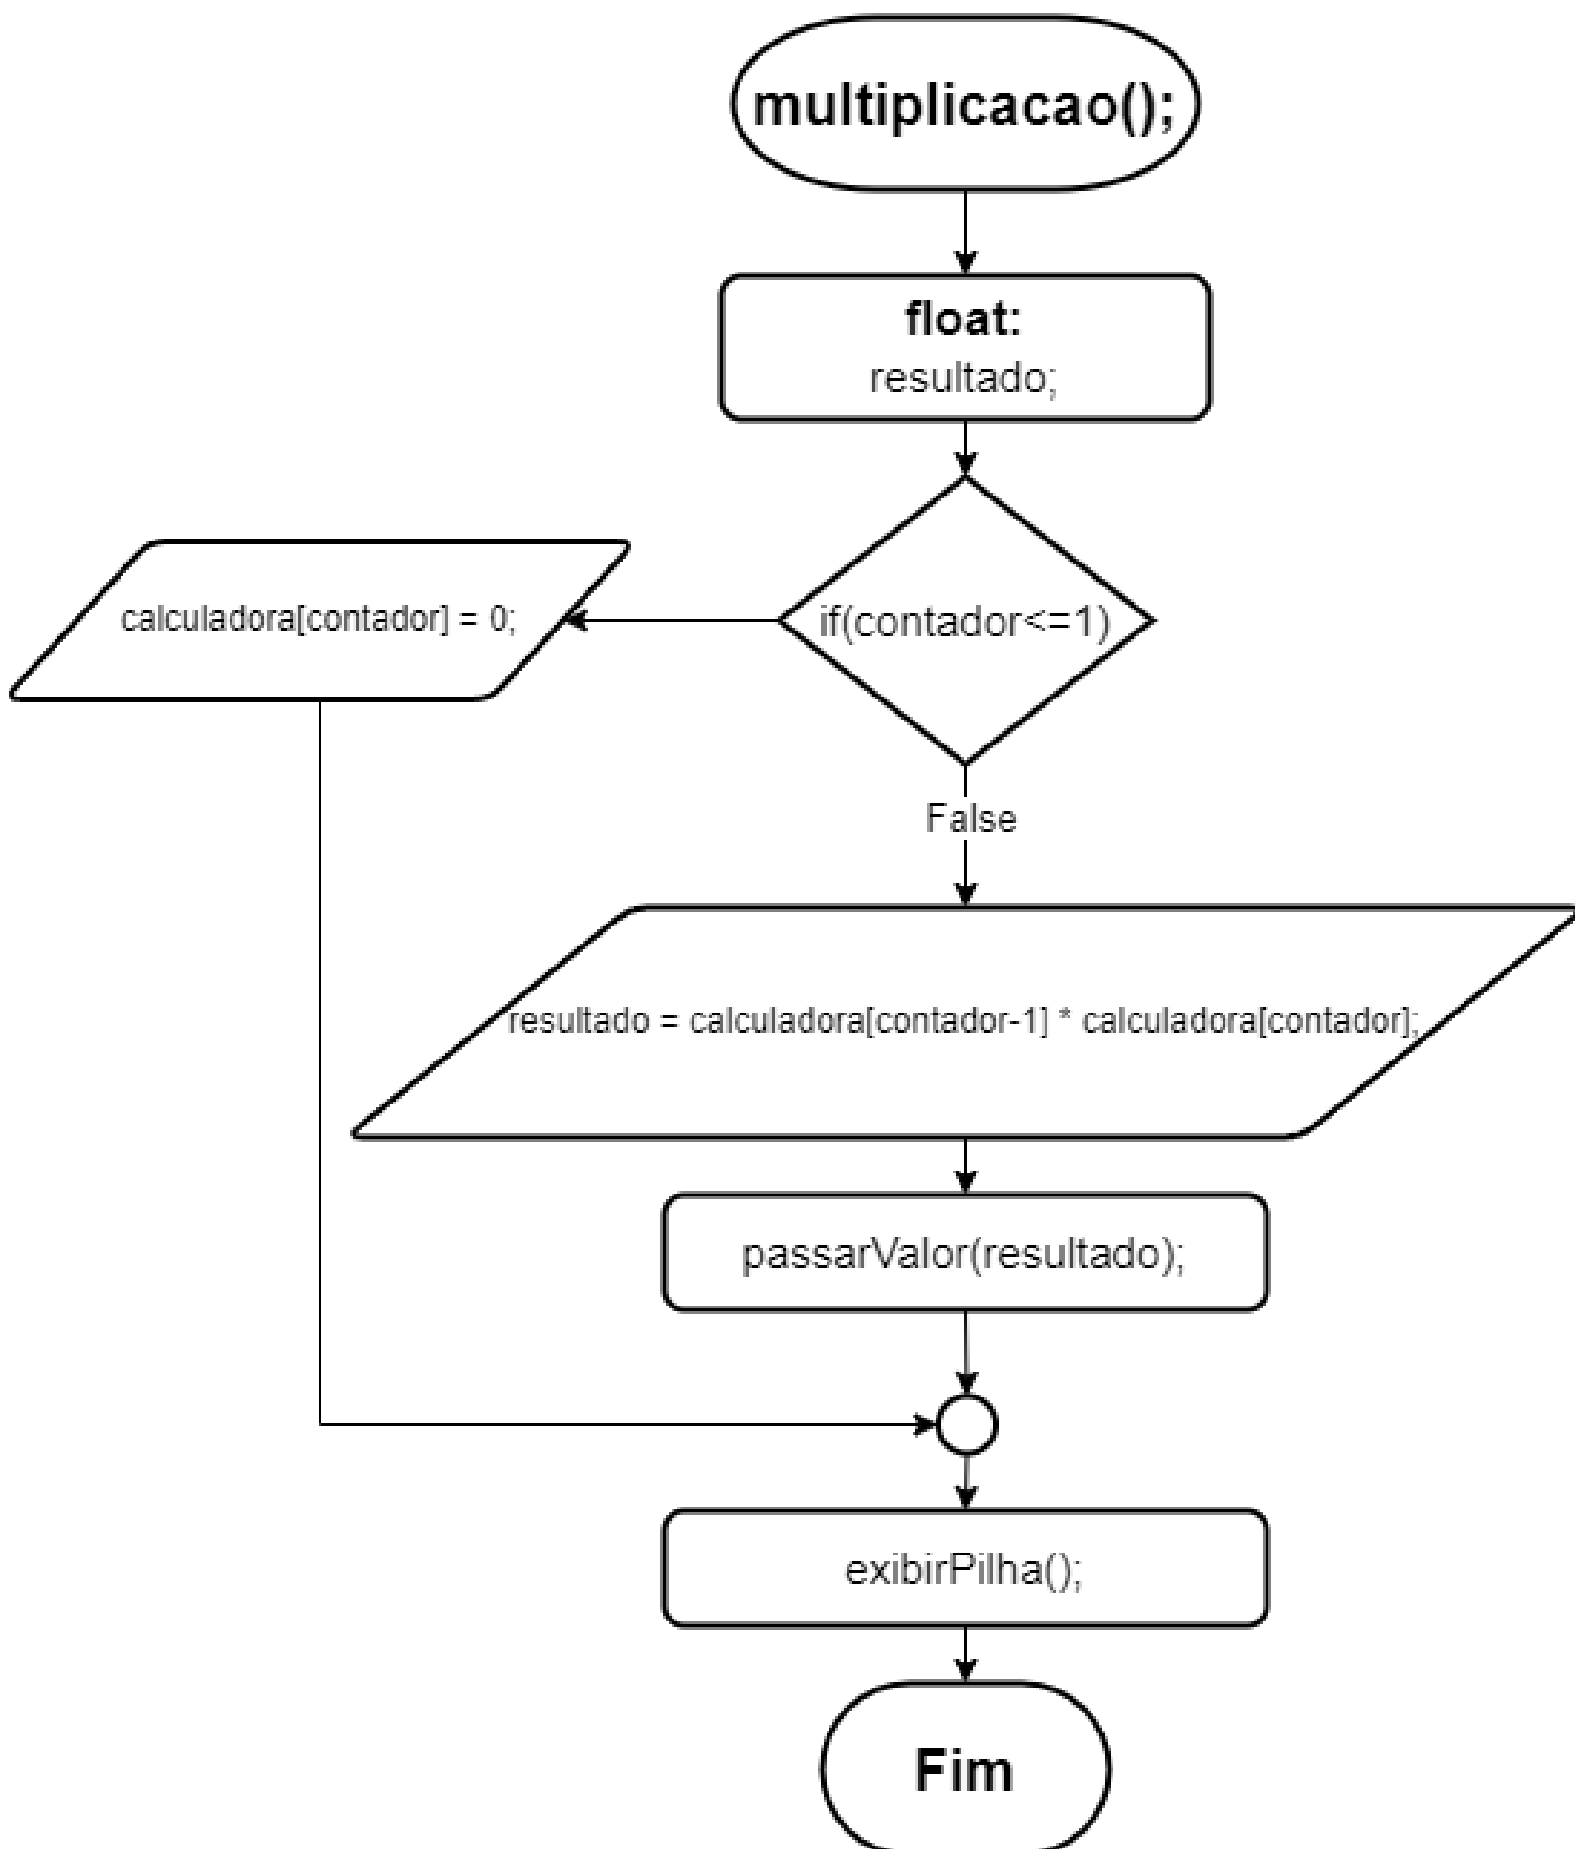 multiplicacao();
float:
resultado;
calculadora[contador] = 0;
if(contador<=1)
False
resultado = calculadora[contador-1] * calculadora[contador];
passarValor(resultado);
exibirPilha();
Fim